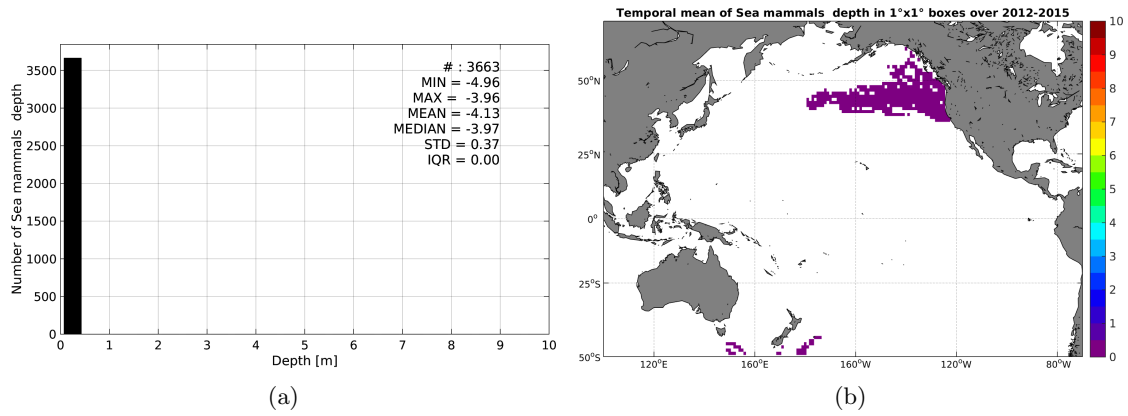 Number of Sea mammals  depth
3500
3000
2500
2000
1500
1000
500
0
# : 3663
MIN = -4.96
MAX = -3.96
MEAN = -4.13
MEDIAN = -3.97
STD = 0.37
IQR = 0.00
0 1 2 3 4 5 6 7 8 9 10
Depth [m]
(a)
Temporal mean of Sea mammals  depth in 1°x1° boxes over 2012-2015
50°N
25°N
0°
25°S
50°S
120°E 160°E 160°W 120°W 80°W
10
9
8
7
6
5
4
3
2
1
0
(b)